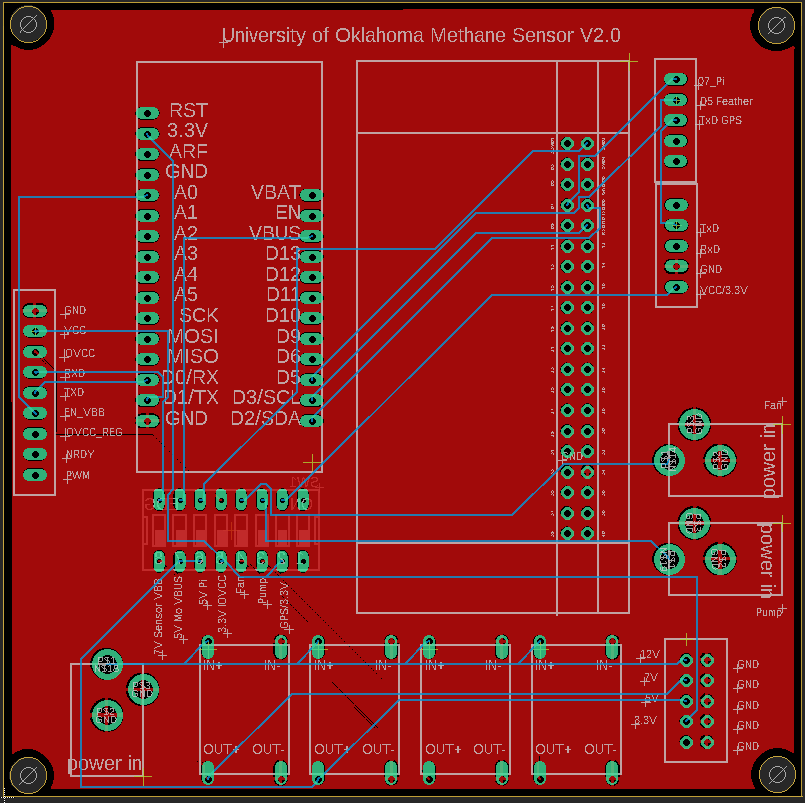 University of Oklahoma Methane Sensor V2.0
RST
3.3V
ARF
GND
A0
A1
A2
A3
A4
A5
SCK
MOSI
MISO
D0/RX
D1/TX
GND
VBAT
EN
VBUS
D13
D12
D11
D10
D9
D6
D5
D3/SCL
D2/SDA
D5 Feather
TxD GPS
TxD
RxD
GND
VCC/3.3V
GND
VCC
IOVCC
RXD
TXD
EN_VBB
IOVCC_REG
NRDY
PWM
GND
Fan
power in
power in
Pump
7V Sensor VBB
5V Mo VBUS
5V Pi
3.3V IOVCC
Fan
Pump
GPS/3.3V
IN+ IN-
IN+ IN-
IN+ IN-
IN+ IN-
OUT+ OUT-
OUT+ OUT-
OUT+ OUT-
OUT+ OUT-
power in
12V GND
7V GND
5V GND
3.3V GND
GND